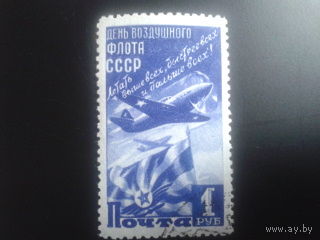 ДЕНЬ ВОЗДУШНОГО
ФЛОТА
СССР
Летать
выше всех, быстрее всех
и дальше всех!
ПОЧТА
1
РУБ
www.ay.by